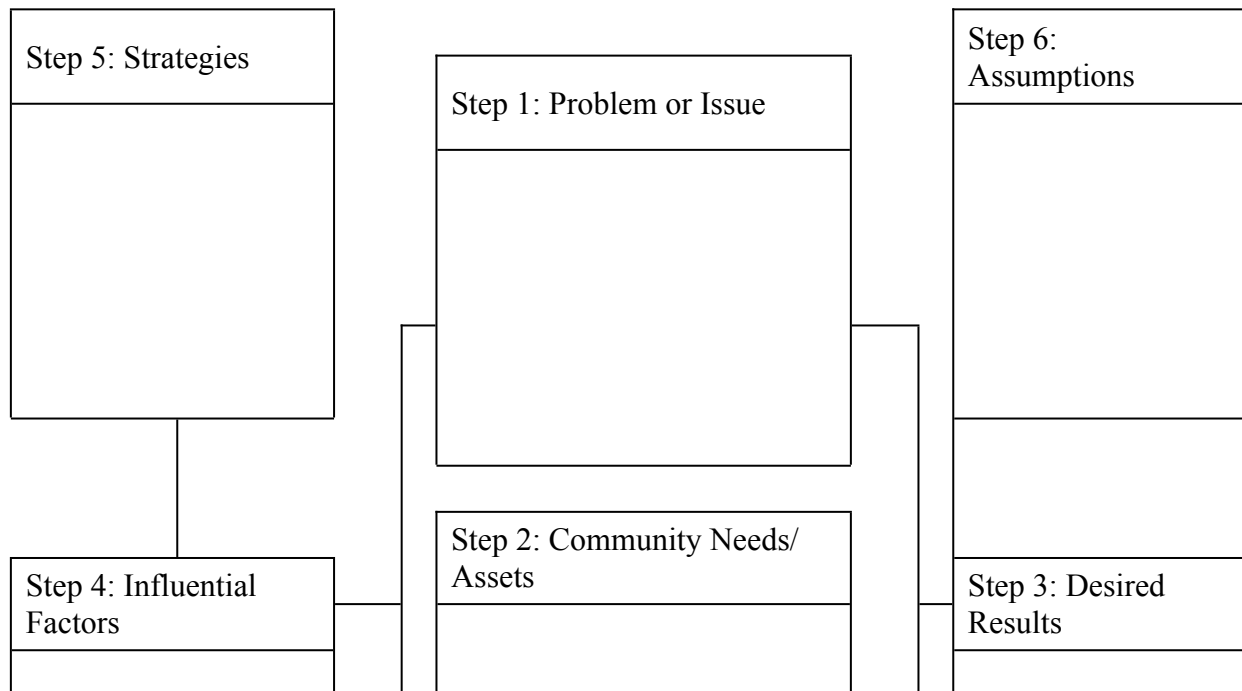 Step 5: Strategies
Step 1: Problem or Issue
Step 6:
Assumptions
Step 4: Influential
Factors
Step 2: Community Needs/
Assets
Step 3: Desired
Results